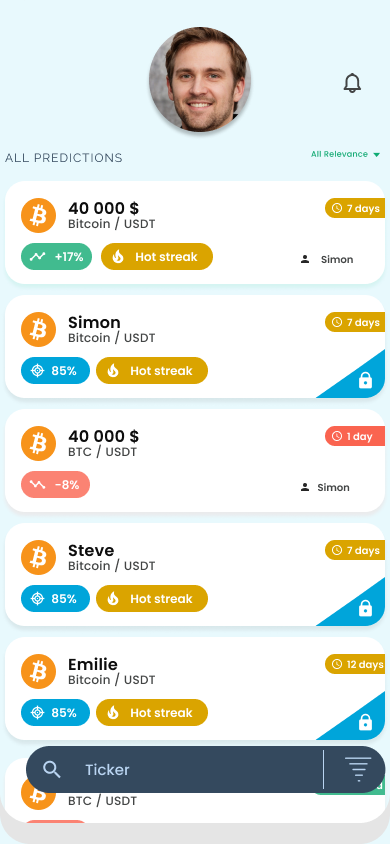 ALL PREDICTIONS
All Relevance
40 000 $
7 days
Bitcoin / USDT
+17%
Hot streak
Simon
Simon
7 days
Bitcoin / USDT
85%
Hot streak
40 000 $
1 day
BTC / USDT
-8%
Simon
Steve
7 days
Bitcoin / USDT
85%
Hot streak
Emilie
12 days
Bitcoin / USDT
85%
Hot streak
Ticker
BTC / USDT